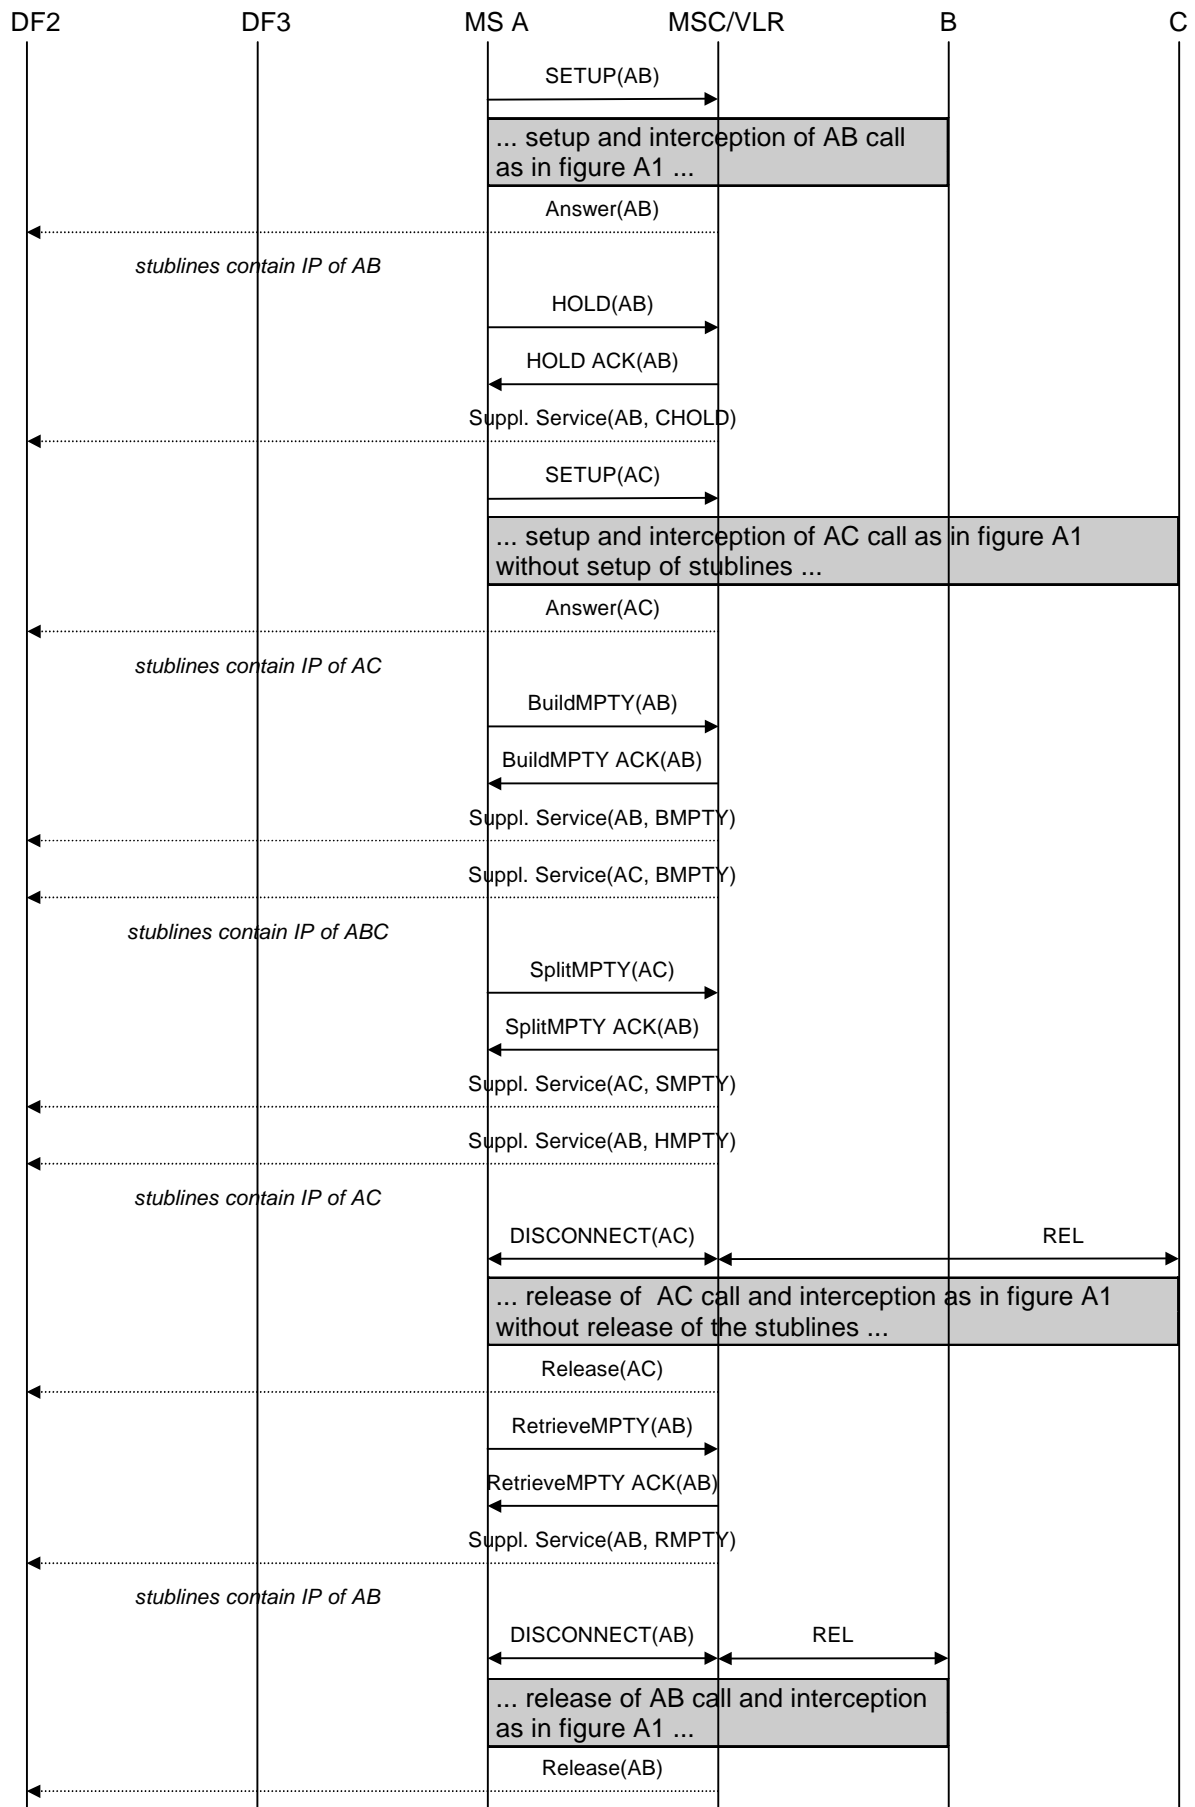 DF2 DF3 MS A MSC/VLR B C
SETUP(AB)
... setup and interception of AB call
as in figure A1 ...
Answer(AB)
stublines contain IP of AB
HOLD(AB)
HOLD ACK(AB)
Suppl. Service(AB, CHOLD)
SETUP(AC)
... setup and interception of AC call as in figure A1
without setup of stublines ...
Answer(AC)
stublines contain IP of AC
BuildMPTY(AB)
BuildMPTY ACK(AB)
Suppl. Service(AB, BMPTY)
Suppl. Service(AC, BMPTY)
stublines contain IP of ABC
SplitMPTY(AC)
SplitMPTY ACK(AB)
Suppl. Service(AC, SMPTY)
Suppl. Service(AB, HMPTY)
stublines contain IP of AC
DISCONNECT(AC) REL
... release of AC call and interception as in figure A1
without release of the stublines ...
Release(AC)
RetrieveMPTY(AB)
RetrieveMPTY ACK(AB)
Suppl. Service(AB, RMPTY)
stublines contain IP of AB
DISCONNECT(AB) REL
... release of AB call and interception
as in figure A1 ...
Release(AB)